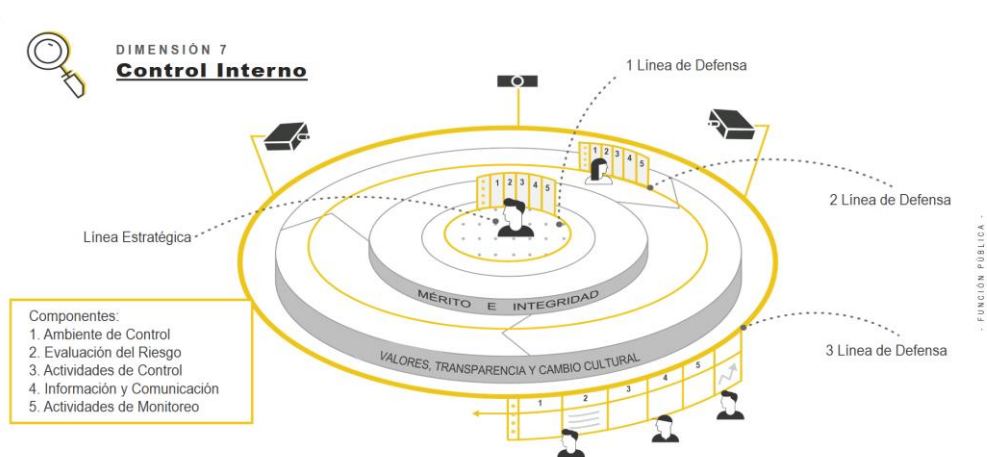 DIMENSIÓN 7
Control Interno
1 Línea de Defensa
1 2 3 4 5
1 2 3 4 5
2 Línea de Defensa
Línea Estratégica
- FUNCIÓN PÚBLICA -
MÉRITO E INTEGRIDAD
Componentes:
1. Ambiente de Control
2. Evaluación del Riesgo
3. Actividades de Control
4. Información y Comunicación
5. Actividades de Monitoreo
VALORES, TRANSPARENCIA Y CAMBIO CULTURAL
3 Línea de Defensa
1 2 3 4 5